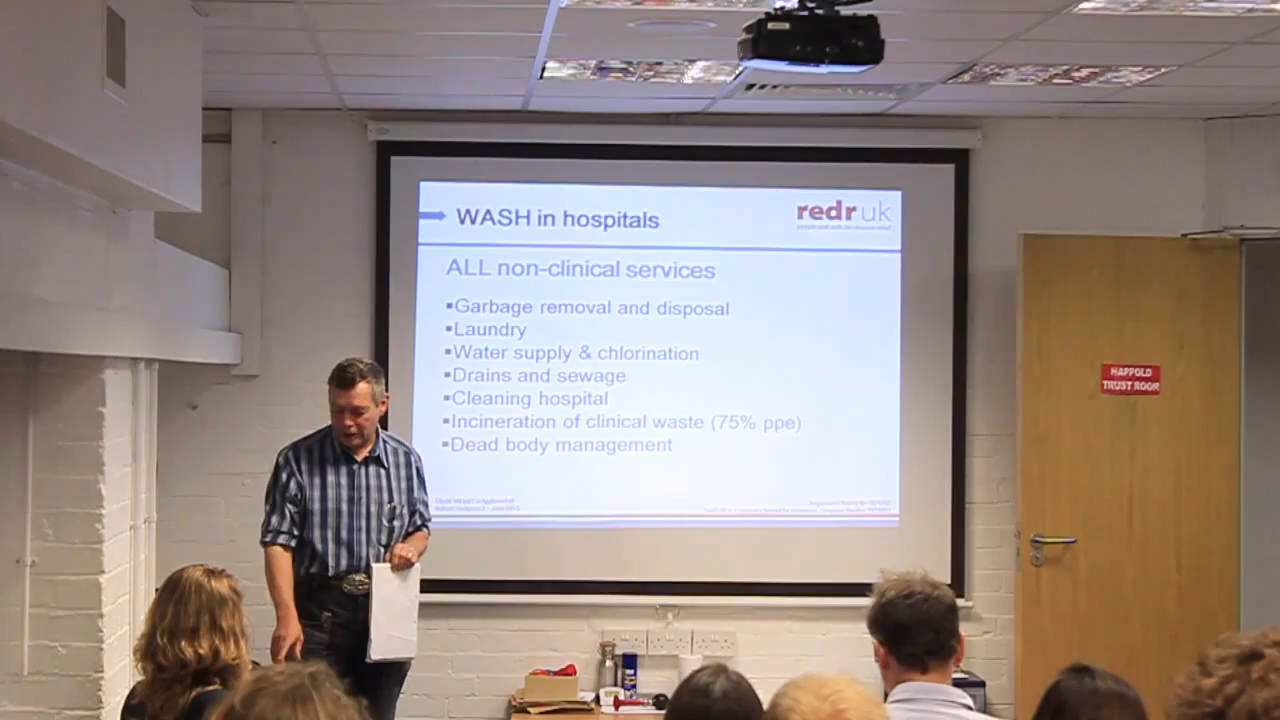 WASH in hospitals
redr uk
ALL non-clinical services
▪Garbage removal and disposal
▪Laundry
▪Water supply & chlorination
▪Drains and sewage
▪Cleaning hospital
▪Incineration of clinical waste (75% ppe)
▪Dead body management
HAPPOLD
TRUST ROOM